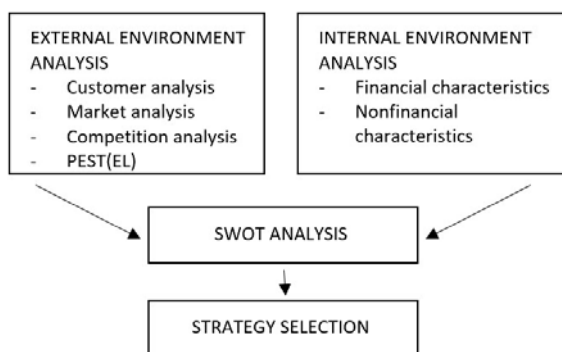 EXTERNAL ENVIRONMENT
ANALYSIS
- Customer analysis
- Market analysis
- Competition analysis
- PEST(EL)
INTERNAL ENVIRONMENT
ANALYSIS
- Financial characteristics
- Nonfinancial
characteristics
SWOT ANALYSIS
STRATEGY SELECTION